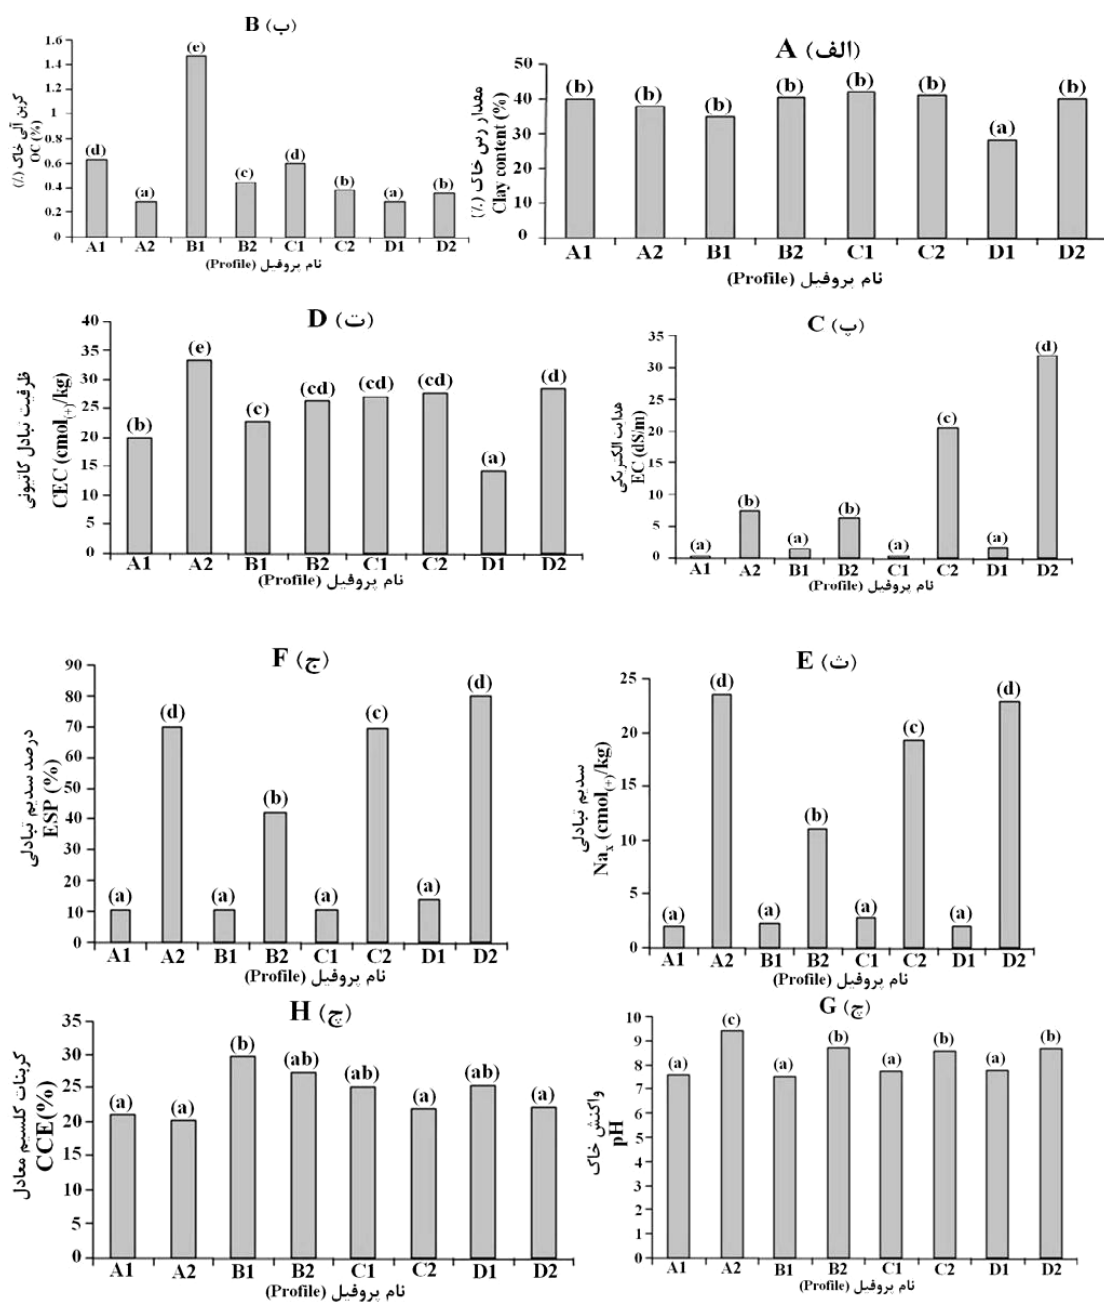 B (ب)
کربن آلی خاک (٪)
OC (%)
1.6
1.4
1.2
1
0.8
0.6
0.4
0.2
0
(d)
(a)
(e)
(c)
(d)
(b)
(a)
(b)
A1 A2 B1 B2 C1 C2 D1 D2
نام پروفیل (Profile)
A (الف)
مقدار رس خاک (٪)
Clay content (%)
50
40
30
20
10
0
(b)
(b)
(b)
(b)
(b)
(b)
(a)
(b)
A1 A2 B1 B2 C1 C2 D1 D2
نام پروفیل (Profile)
D (ت)
ظرفیت تبادل کاتیونی
CEC (cmol(+)/kg)
40
35
30
25
20
15
10
5
0
(b)
(e)
(c)
(cd)
(cd)
(cd)
(a)
(d)
A1 A2 B1 B2 C1 C2 D1 D2
نام پروفیل (Profile)
C (پ)
هدایت الکتریکی
EC (dS/m)
35
30
25
20
15
10
5
0
(a)
(b)
(a)
(b)
(a)
(c)
(a)
(d)
A1 A2 B1 B2 C1 C2 D1 D2
نام پروفیل (Profile)
F (ج)
درصد سدیم تبادلی
ESP (%)
90
80
70
60
50
40
30
20
10
0
(a)
(d)
(a)
(b)
(a)
(c)
(a)
(d)
A1 A2 B1 B2 C1 C2 D1 D2
نام پروفیل (Profile)
E (ث)
سدیم تبادلی
Nax (cmol(+)/kg)
25
20
15
10
5
0
(a)
(d)
(a)
(b)
(a)
(c)
(a)
(d)
A1 A2 B1 B2 C1 C2 D1 D2
نام پروفیل (Profile)
H (چ)
کربنات کلسیم معادل
CCE(%)
35
30
25
20
15
10
5
0
(a)
(a)
(b)
(ab)
(ab)
(a)
(ab)
(a)
A1 A2 B1 B2 C1 C2 D1 D2
نام پروفیل (Profile)
G (چ)
واکنش خاک
pH
10
9
8
7
6
5
4
3
2
1
0
(a)
(c)
(a)
(b)
(a)
(b)
(a)
(b)
A1 A2 B1 B2 C1 C2 D1 D2
نام پروفیل (Profile)